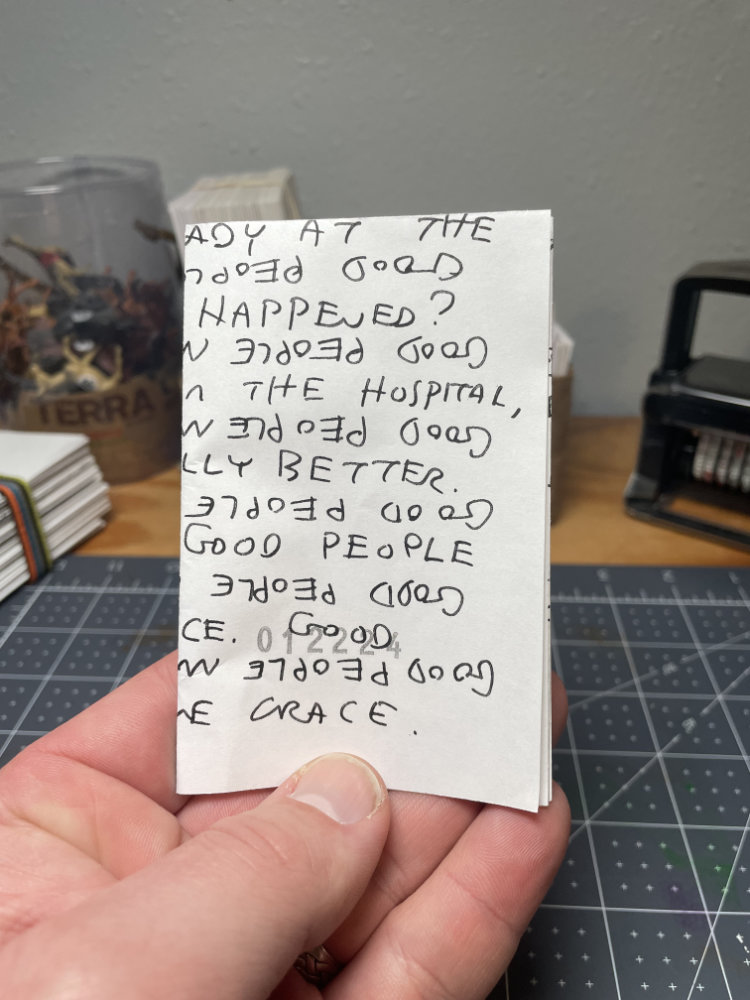 ADY AT THE
GOOD PEOPL
HAPPENED?
GOOD PEOPLE
THE HOSPITAL,
GOOD PEOPLE
LLY BETTER.
GOOD PEOPLE
GOOD PEOPLE
GOOD PEOPLE
CE. GOOD
012224
GOOD PEOPLE
E GRACE.
TERRA